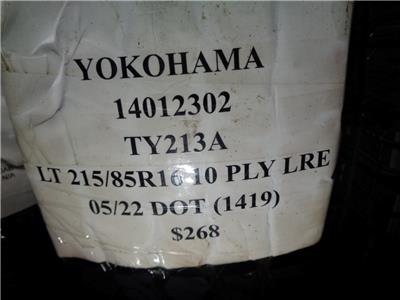 YOKOHAMA
14012302
TY213A
LT 215/85R16 10 PLY LRE
05/22 DOT (1419)
$268